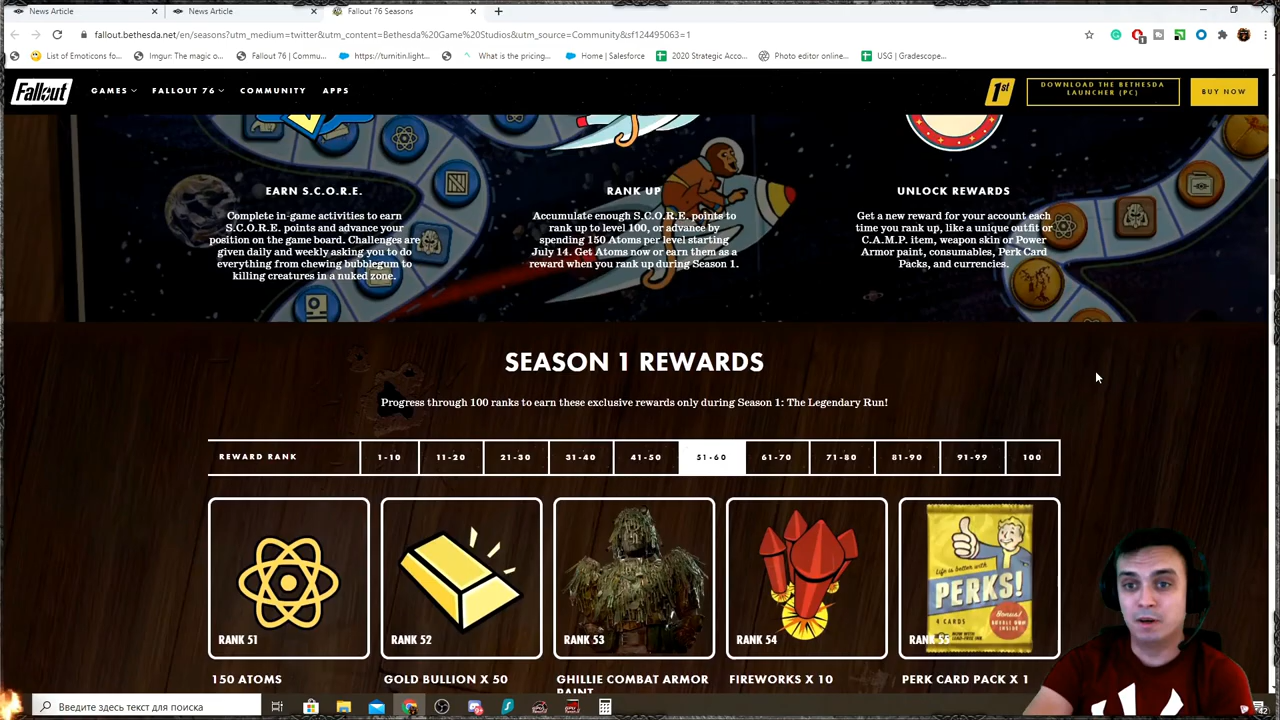 News Article
News Article
Fallout 76 Seasons
fallout.bethesda.net/en/seasons?utm_medium=twitter&utm_content=Bethesda%20Game%20Studios&utm_source=Community&sf124495063=1
List of Emoticons fo...
Imgur: The magic o...
Fallout 76 | Commu...
https://turnitin.light...
What is the pricing...
Home | Salesforce
2020 Strategic Acco...
Photo editor online...
USG | Gradescope...
Fallout
GAMES
FALLOUT 76
COMMUNITY
APPS
1st
DOWNLOAD THE BETHESDA
LAUNCHER (PC)
BUY NOW
EARN S.C.O.R.E.
Complete in-game activities to earn
S.C.O.R.E. points and advance your
position on the game board. Challenges are
given daily and weekly asking you to do
everything from chewing bubblegum to
killing creatures in a nuked zone.
RANK UP
Accumulate enough S.C.O.R.E. points to
rank up to level 100, or advance by
spending 150 Atoms per level starting
July 14. Get Atoms now or earn them as a
reward when you rank up during Season 1.
UNLOCK REWARDS
Get a new reward for your account each
time you rank up, like a unique outfit or
C.A.M.P. item, weapon skin or Power
Armor paint, consumables, Perk Card
Packs, and currencies.
SEASON 1 REWARDS
Progress through 100 ranks to earn these exclusive rewards only during Season 1: The Legendary Run!
REWARD RANK
1-10
11-20
21-30
31-40
41-50
51-60
61-70
71-80
81-90
91-99
100
RANK 51
RANK 52
RANK 53
RANK 54
Life is better with
PERKS!
4 CARDS
Bonus!
BUBBLE GUM
INSIDE
RANK 55
150 ATOMS
GOLD BULLION X 50
GHILLIE COMBAT ARMOR
PAINT
FIREWORKS X 10
PERK CARD PACK X 1
Введите здесь текст для поиска